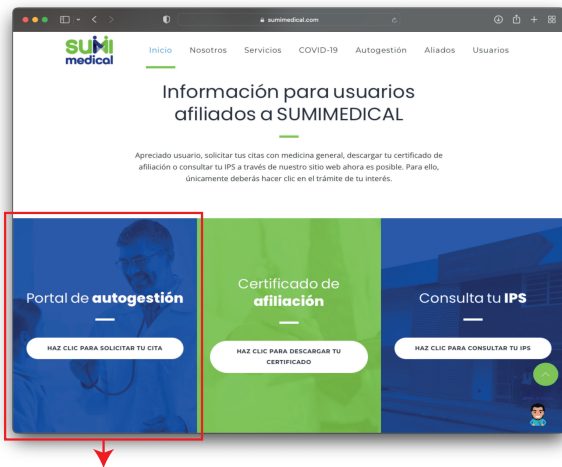 sumimedical.com
SUMI
medical
Inicio Nosotros Servicios COVID-19 Autogestión Aliados Usuarios
Información para usuarios
afiliados a SUMIMEDICAL
Apreciado usuario, solicitar tus citas con medicina general, descargar tu certificado de
afiliación o consultar tu IPS a través de nuestro sitio web ahora es posible. Para ello,
únicamente deberás hacer clic en el trámite de tu interés.
Portal de autogestión
HAZ CLIC PARA SOLICITAR TU CITA
Certificado de
afiliación
HAZ CLIC PARA DESCARGAR TU
CERTIFICADO
Consulta tu IPS
HAZ CLIC PARA CONSULTAR TU IPS